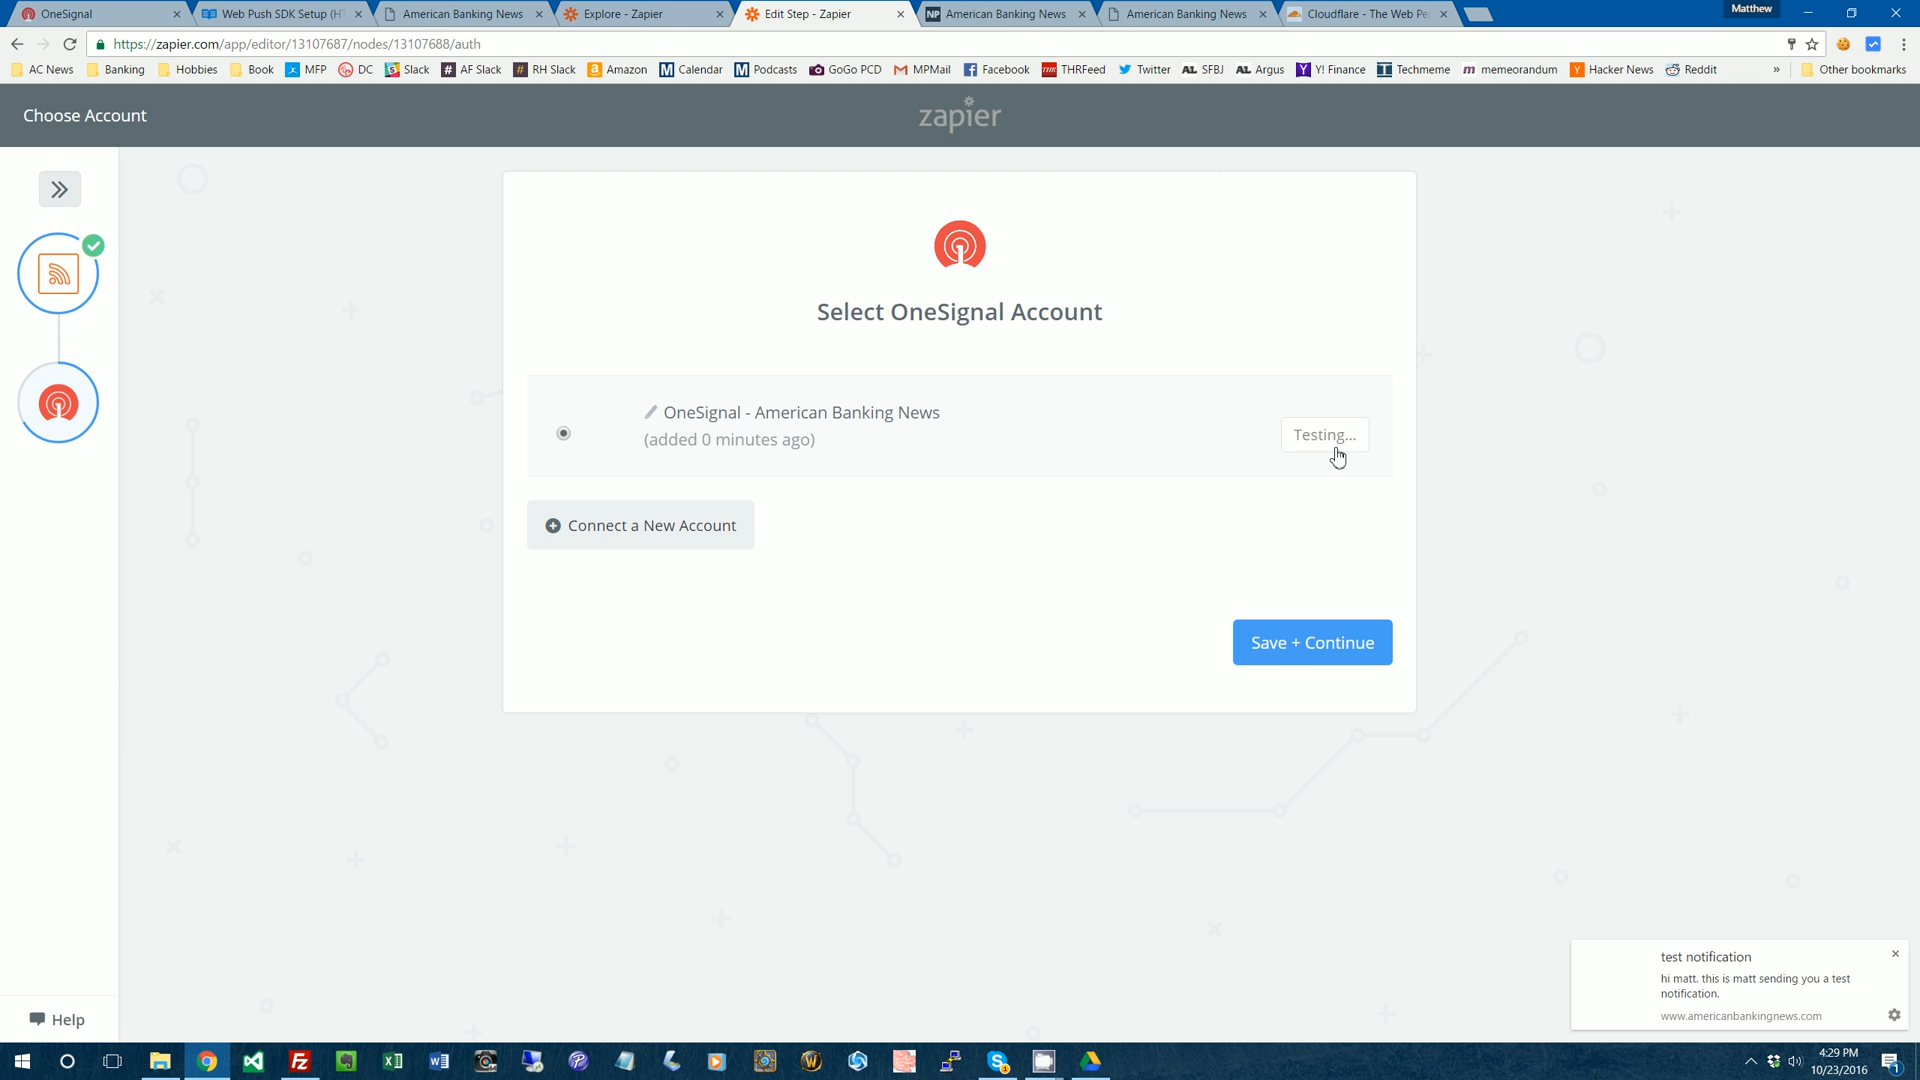 OneSignal
Web Push SDK Setup (HT
American Banking News
Explore - Zapier
Edit Step - Zapier
American Banking News
American Banking News
Cloudflare - The Web Pe
Matthew
https://zapier.com/app/editor/13107687/nodes/13107688/auth
AC News
Banking
Hobbies
Book
MFP
DC
Slack
AF Slack
RH Slack
Amazon
Calendar
Podcasts
GoGo PCD
MPMail
Facebook
THRFeed
Twitter
SFBJ
Argus
Y! Finance
Techmeme
memeorandum
Hacker News
Reddit
»
Other bookmarks
Choose Account
zapier
Select OneSignal Account
OneSignal - American Banking News
(added 0 minutes ago)
Testing...
Connect a New Account
Save + Continue
test notification
hi matt. this is matt sending you a test
notification.
www.americanbankingnews.com
Help
4:29 PM
10/23/2016